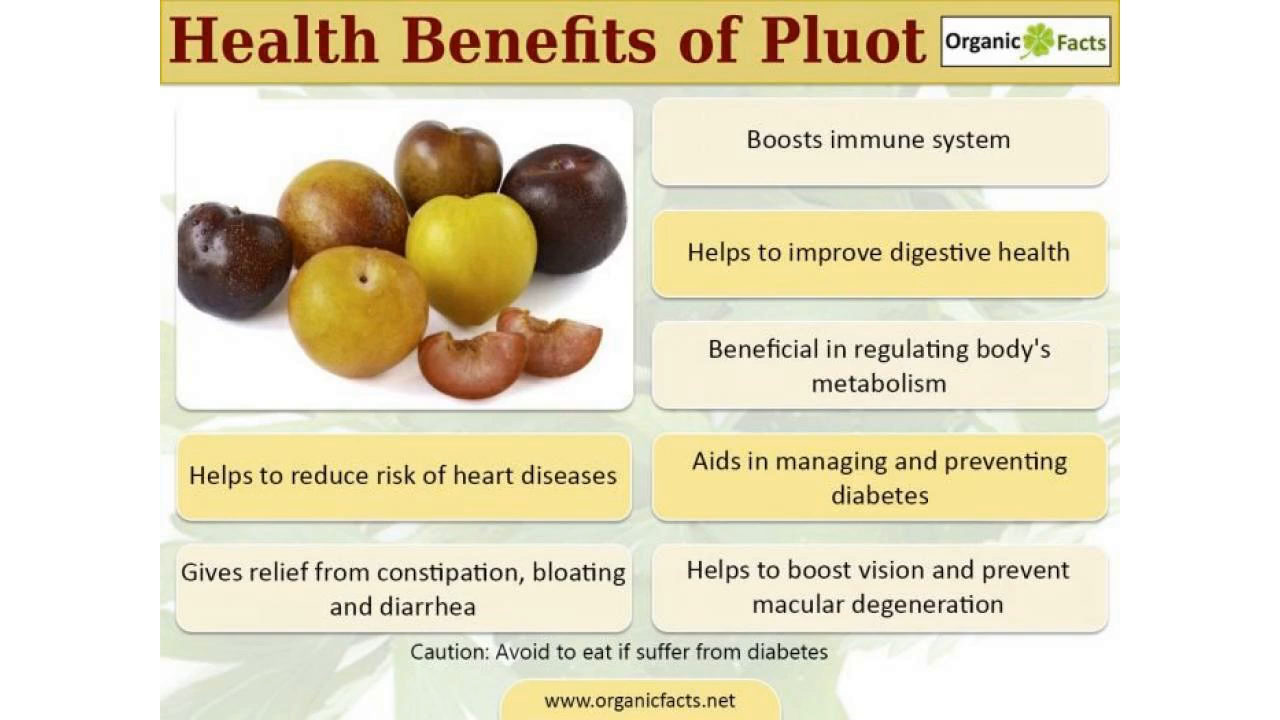 Health Benefits of Pluot
Organic Facts
Boosts immune system
Helps to improve digestive health
Beneficial in regulating body's
metabolism
Helps to reduce risk of heart diseases
Aids in managing and preventing
diabetes
Gives relief from constipation, bloating
and diarrhea
Helps to boost vision and prevent
macular degeneration
Caution: Avoid to eat if suffer from diabetes
www.organicfacts.net